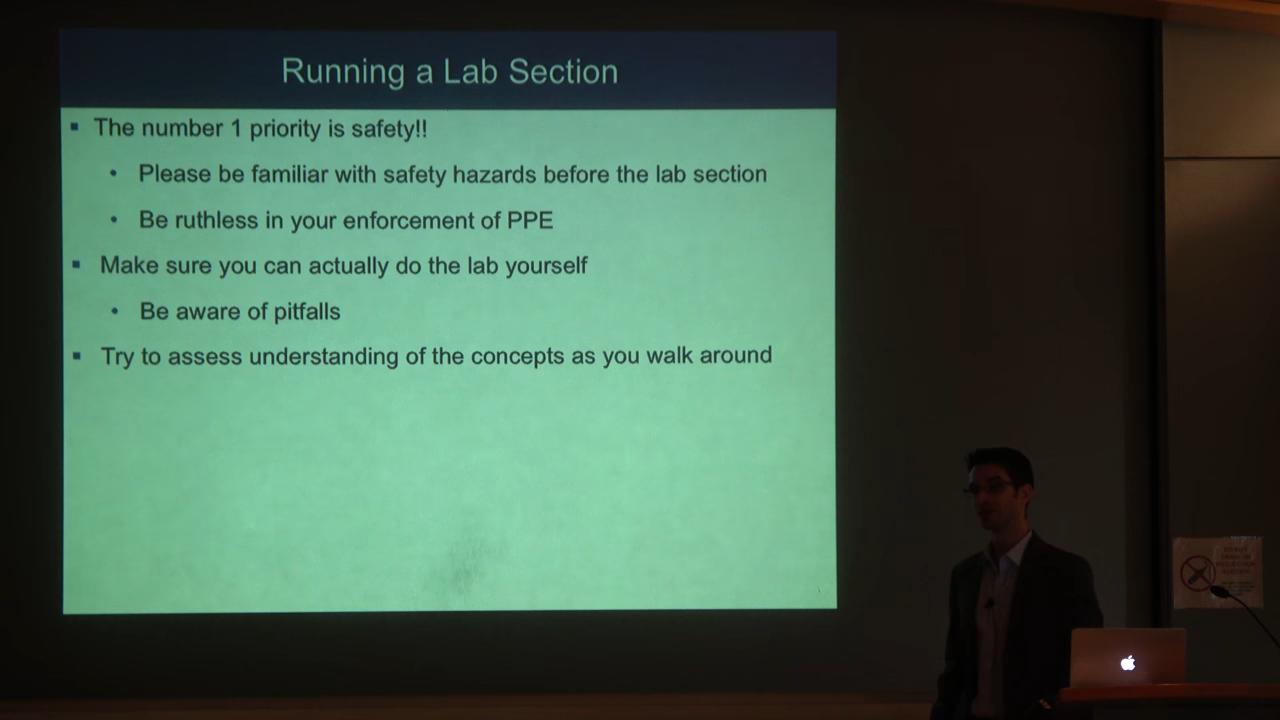 Running a Lab Section
▪ The number 1 priority is safety!!
• Please be familiar with safety hazards before the lab section
• Be ruthless in your enforcement of PPE
▪ Make sure you can actually do the lab yourself
• Be aware of pitfalls
▪ Try to assess understanding of the concepts as you walk around